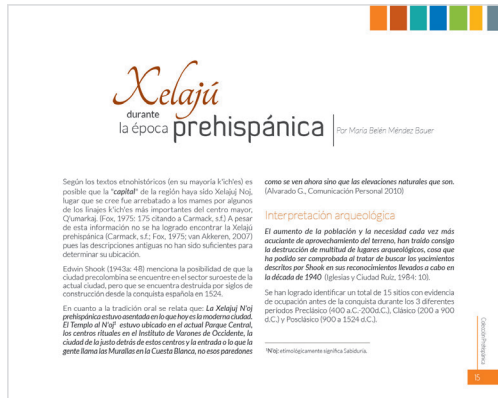 Xelajú
durante
la época prehispánica
Por María Belén Méndez Bauer
Según los textos etnohistóricos (en su mayoría k'ich'es) es
posible que la "capital" de la región haya sido Xelajuj Noj,
lugar que se cree fue arrebatado a los mames por algunos
de los linajes k'ich'es más importantes del centro mayor,
Q'umarkaj. (Fox, 1975: 175 citando a Carmack, s.f.) A pesar
de esta información no se ha logrado encontrar la Xelajú
prehispánica (Carmack, s.f.; Fox, 1975; van Akkeren, 2007)
pues las descripciones antiguas no han sido suficientes para
determinar su ubicación.
Edwin Shook (1943a: 48) menciona la posibilidad de que la
ciudad precolombina se encuentre en el sector suroeste de la
actual ciudad, pero que se encuentra destruida por siglos de
construcción desde la conquista española en 1524.
En cuanto a la tradición oral se relata que: La Xelajuj N'oj
prehispánica estuvo asentada en lo que hoy es la moderna ciudad.
El Templo al N'oj¹ estuvo ubicado en el actual Parque Central,
los centros rituales en el Instituto de Varones de Occidente, la
ciudad de la justo detrás de estos centros y la entrada o lo que la
gente llama las Murallas en la Cuesta Blanca, no esos paredones
como se ven ahora sino que las elevaciones naturales que son.
(Alvarado G., Comunicación Personal 2010)
Interpretación arqueológica
El aumento de la población y la necesidad cada vez más
acuciante de aprovechamiento del terreno, han traído consigo
la destrucción de multitud de lugares arqueológicos, cosa que
ha podido ser comprobada al tratar de buscar los yacimientos
descritos por Shook en sus reconocimientos llevados a cabo en
la década de 1940 (Iglesias y Ciudad Ruiz, 1984: 10).
Se han logrado identificar un total de 15 sitios con evidencia
de ocupación antes de la conquista durante los 3 diferentes
períodos Preclásico (400 a.C.-200d.C.), Clásico (200 a 900
d.C.) y Posclásico (900 a 1524 d.C.).
¹N'oj: etimológicamente significa Sabiduría.
Colección Prehispánica
15